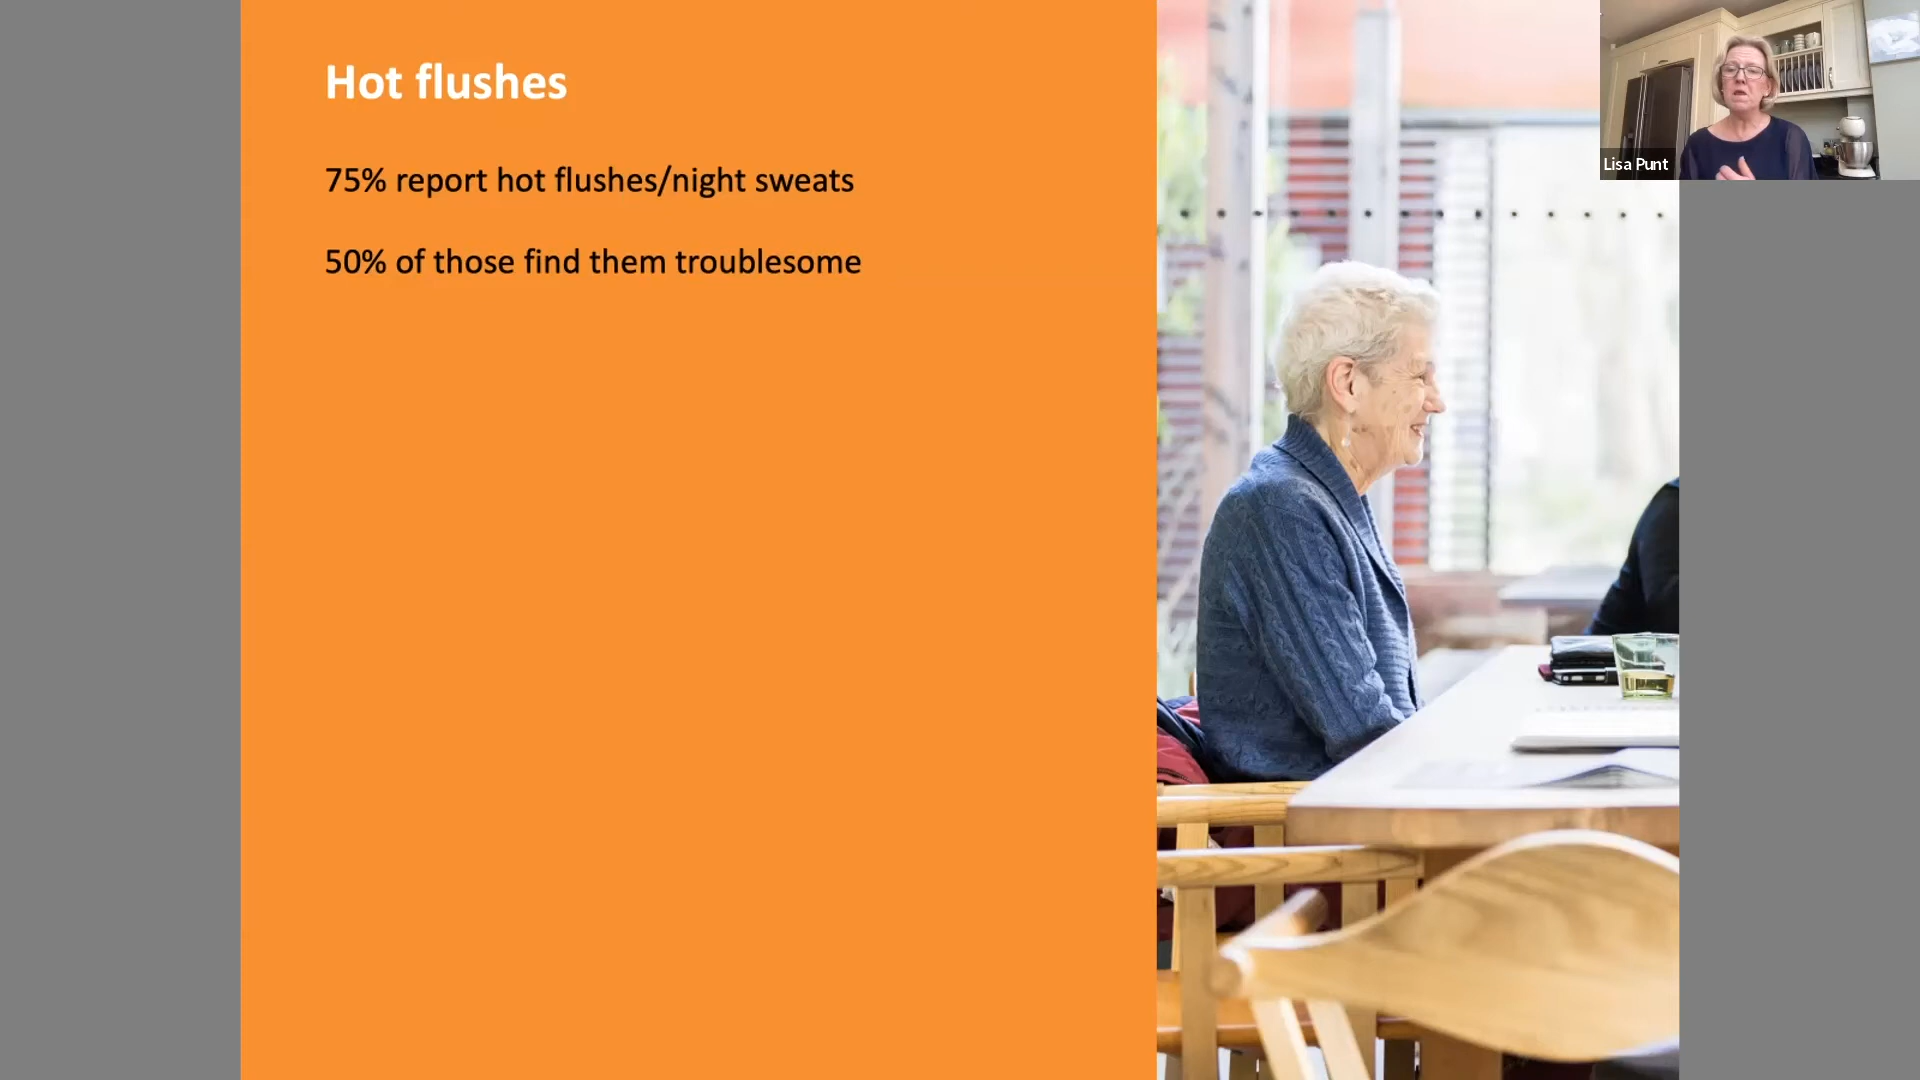 Hot flushes
75% report hot flushes/night sweats
50% of those find them troublesome
Lisa Punt